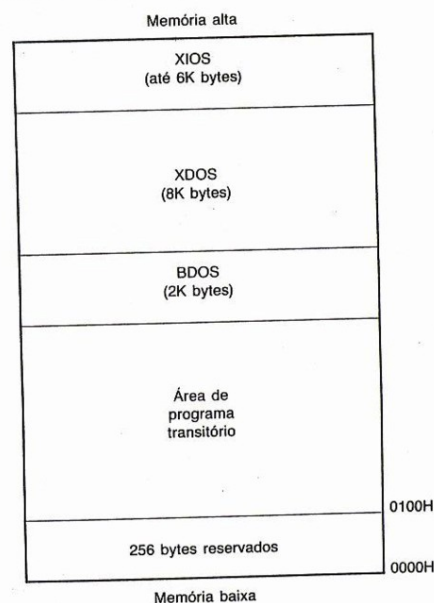 Memória alta
XIOS
(até 6K bytes)
XDOS
(8K bytes)
BDOS
(2K bytes)
Área de
programa
transitório
0100H
256 bytes reservados
0000H
Memória baixa